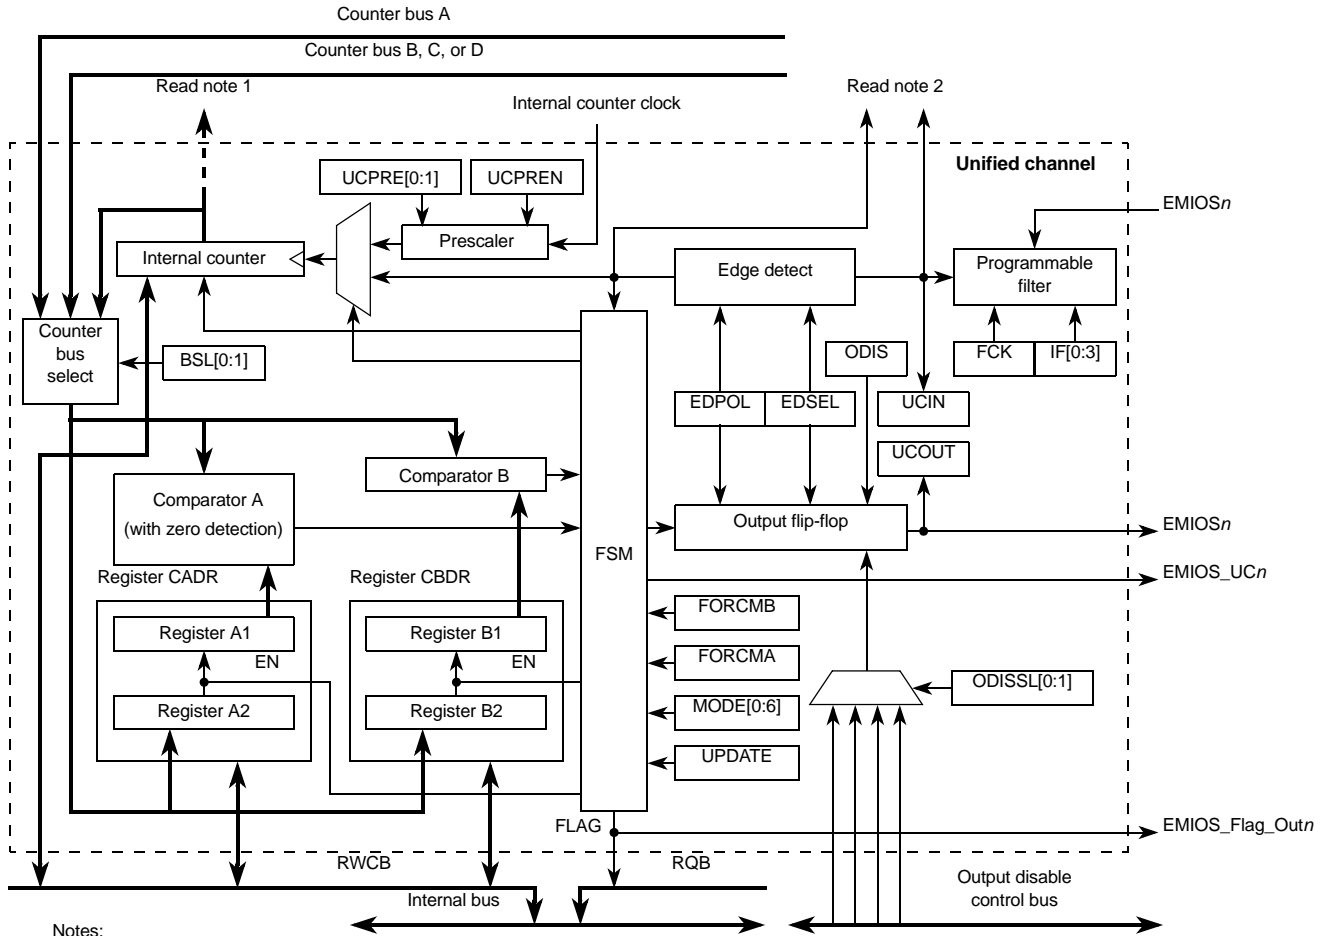 Counter bus A
Counter bus B, C, or D
Read note 1
Internal counter clock
Read note 2
Unified channel
UCPRE[0:1]
UCPREN
EMIOSn
Prescaler
Internal counter
Edge detect
Programmable
filter
Counter
bus
select
BSL[0:1]
ODIS
FCK
IF[0:3]
EDPOL
EDSEL
UCIN
UCOUT
Comparator B
Comparator A
(with zero detection)
Output flip-flop
EMIOSn
FSM
EMIOS_UCn
Register CADR
Register CBDR
FORCMB
Register A1
Register B1
EN
EN
FORCMA
ODISSL[0:1]
Register A2
Register B2
MODE[0:6]
UPDATE
FLAG
EMIOS_Flag_Outn
RWCB
RQB
Internal bus
Output disable
control bus
Notes: